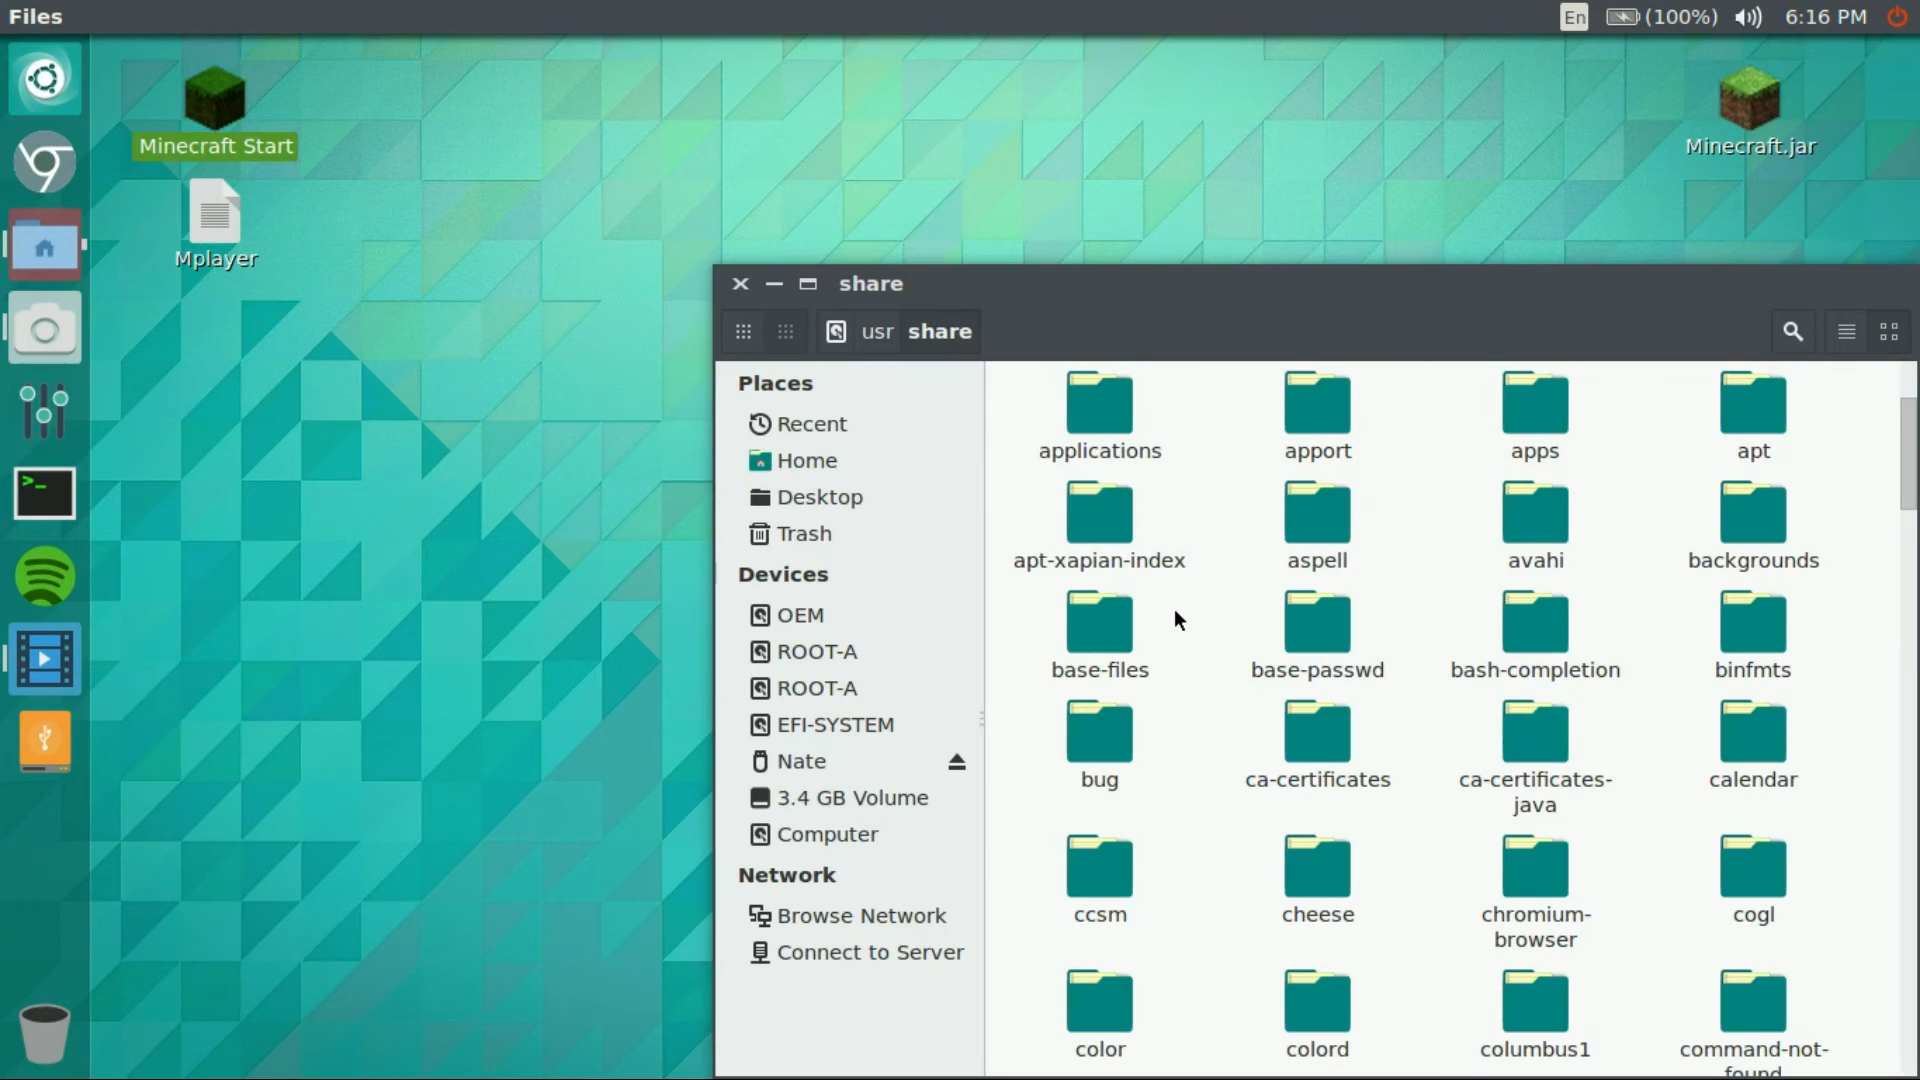 Files
En
(100%)
6:16 PM
Minecraft Start
Mplayer
Minecraft.jar
>_
share
usr
share
Places
Recent
Home
Desktop
Trash
Devices
OEM
ROOT-A
ROOT-A
EFI-SYSTEM
Nate
3.4 GB Volume
Computer
Network
Browse Network
Connect to Server
applications
apport
apps
apt
apt-xapian-index
aspell
avahi
backgrounds
base-files
base-passwd
bash-completion
binfmts
bug
ca-certificates
ca-certificates-
java
calendar
ccsm
cheese
chromium-
browser
cogl
color
colord
columbus1
command-not-
found